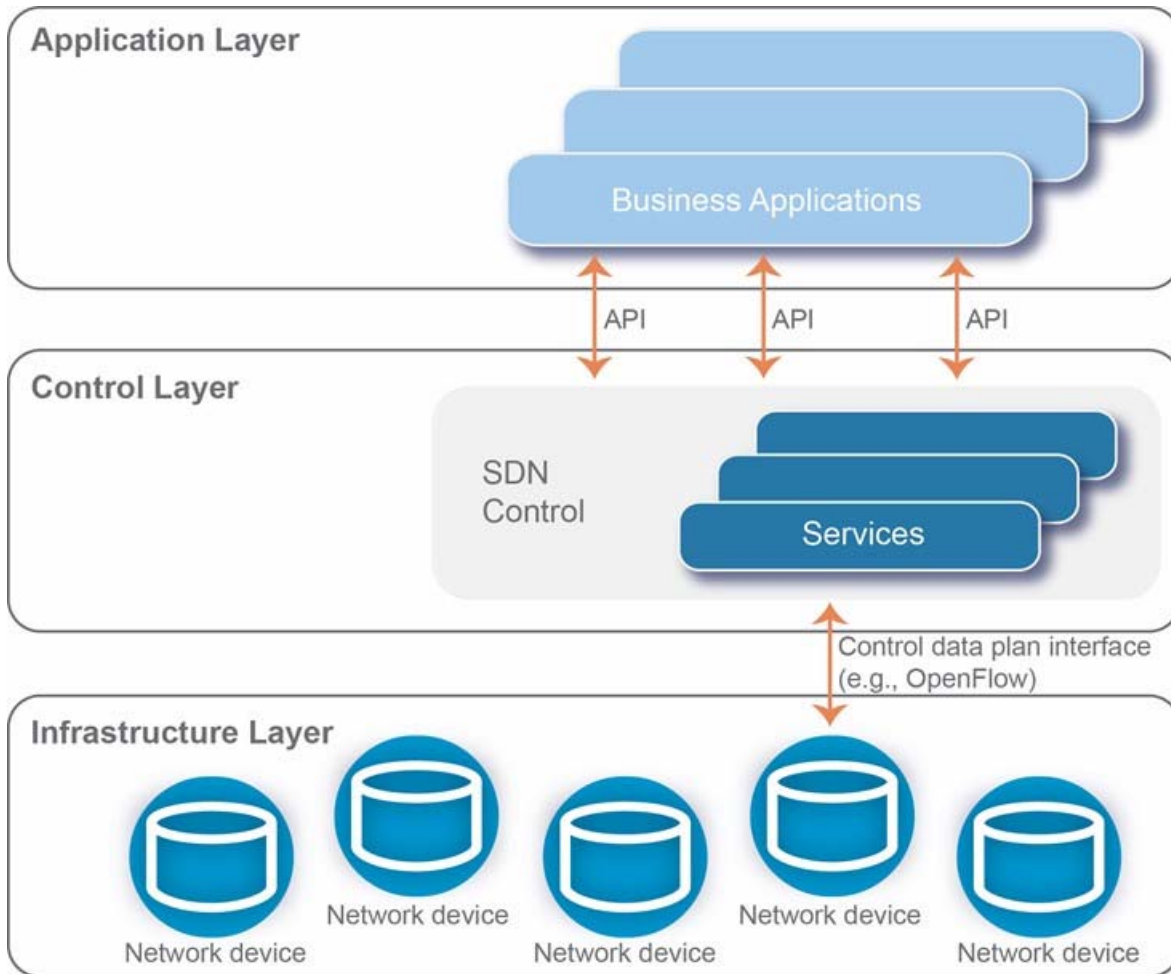 Application Layer
Business Applications
API
API
API
Control Layer
SDN
Control
Services
Control data plan interface
(e.g., OpenFlow)
Infrastructure Layer
Network device
Network device
Network device
Network device
Network device